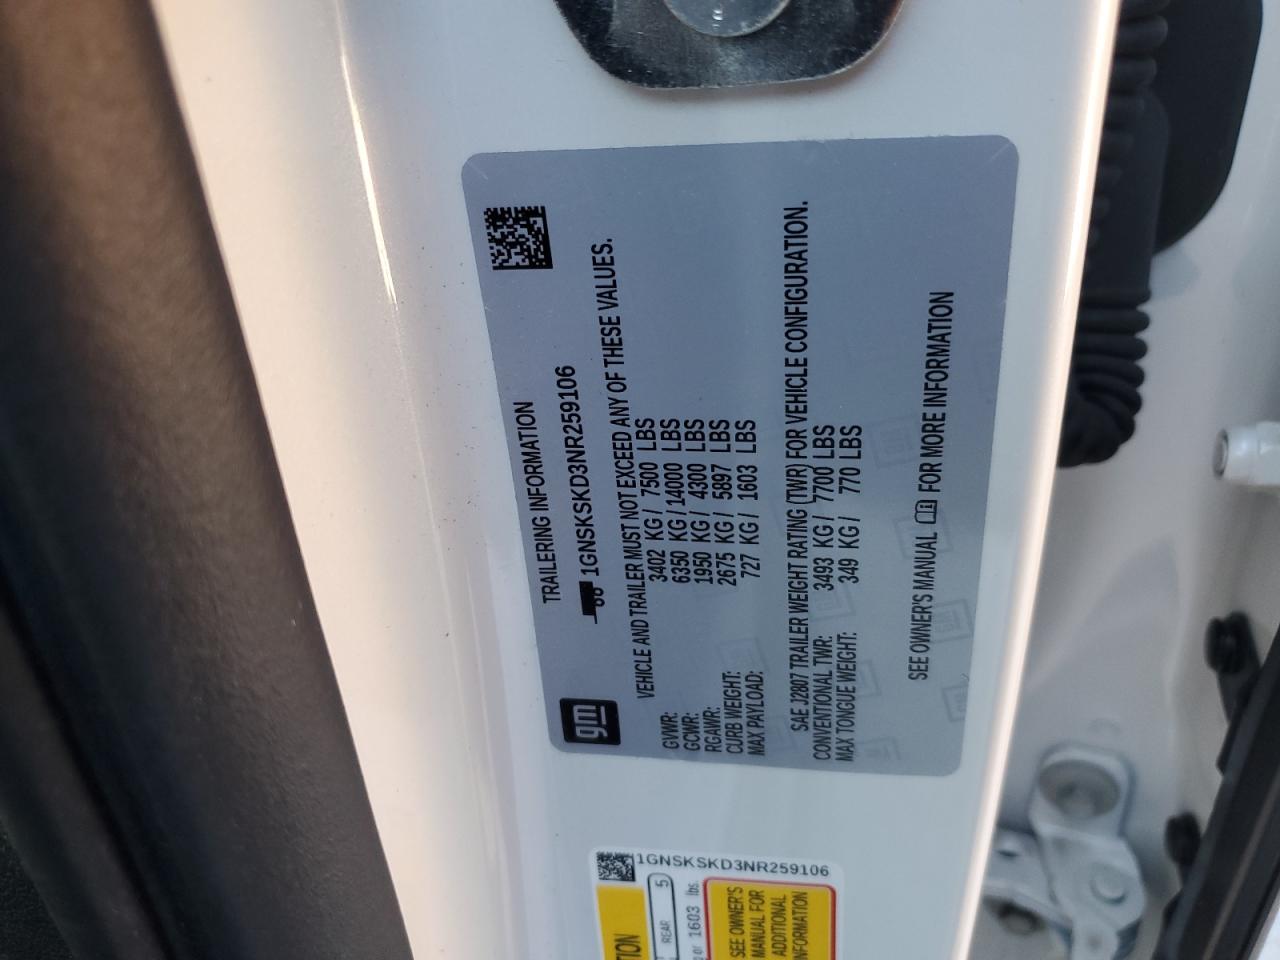 TRAILERING INFORMATION
1GNSKSKD3NR259106
gm
VEHICLE AND TRAILER MUST NOT EXCEED ANY OF THESE VALUES.
GVWR: 3402 KG / 7500 LBS
GCWR: 6350 KG / 14000 LBS
RGAWR: 1950 KG / 4300 LBS
CURB WEIGHT: 2675 KG / 5897 LBS
MAX PAYLOAD: 727 KG / 1603 LBS
SAE J2807 TRAILER WEIGHT RATING (TWR) FOR VEHICLE CONFIGURATION.
CONVENTIONAL TWR: 3493 KG / 7700 LBS
MAX TONGUE WEIGHT: 349 KG / 770 LBS
SEE OWNER'S MANUAL FOR MORE INFORMATION
1GNSKSKD3NR259106
TION
REAR 5
or 1603 lbs.
SEE OWNER'S
MANUAL FOR
ADDITIONAL
INFORMATION